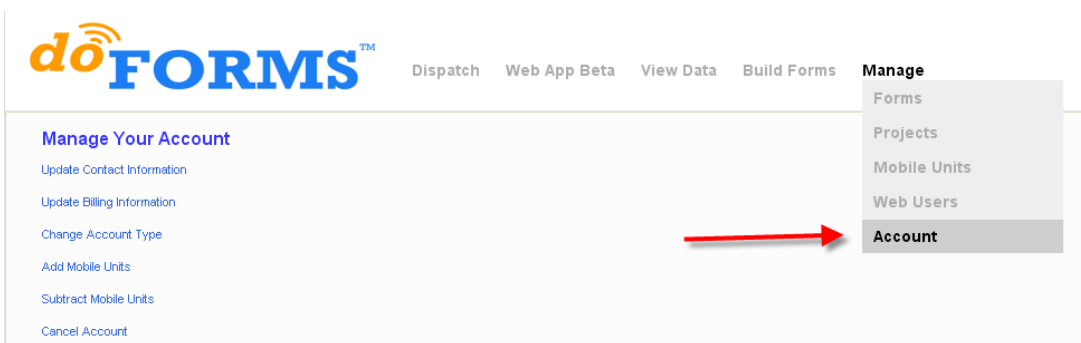 doFORMS™
Dispatch Web App Beta View Data Build Forms Manage
Forms
Projects
Mobile Units
Web Users
Account
Manage Your Account
Update Contact Information
Update Billing Information
Change Account Type
Add Mobile Units
Subtract Mobile Units
Cancel Account